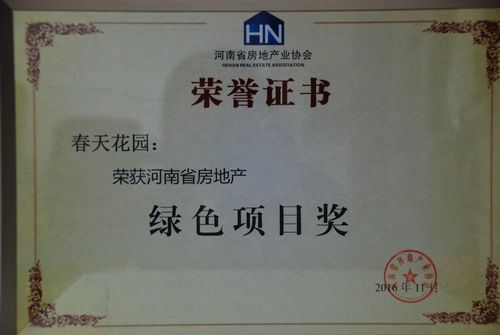 HN
河南省房地产业协会
HENAN REAL ESTATE ASSOCIATION
荣誉证书
春天花园：
荣获河南省房地产
绿色项目奖
2016年11月